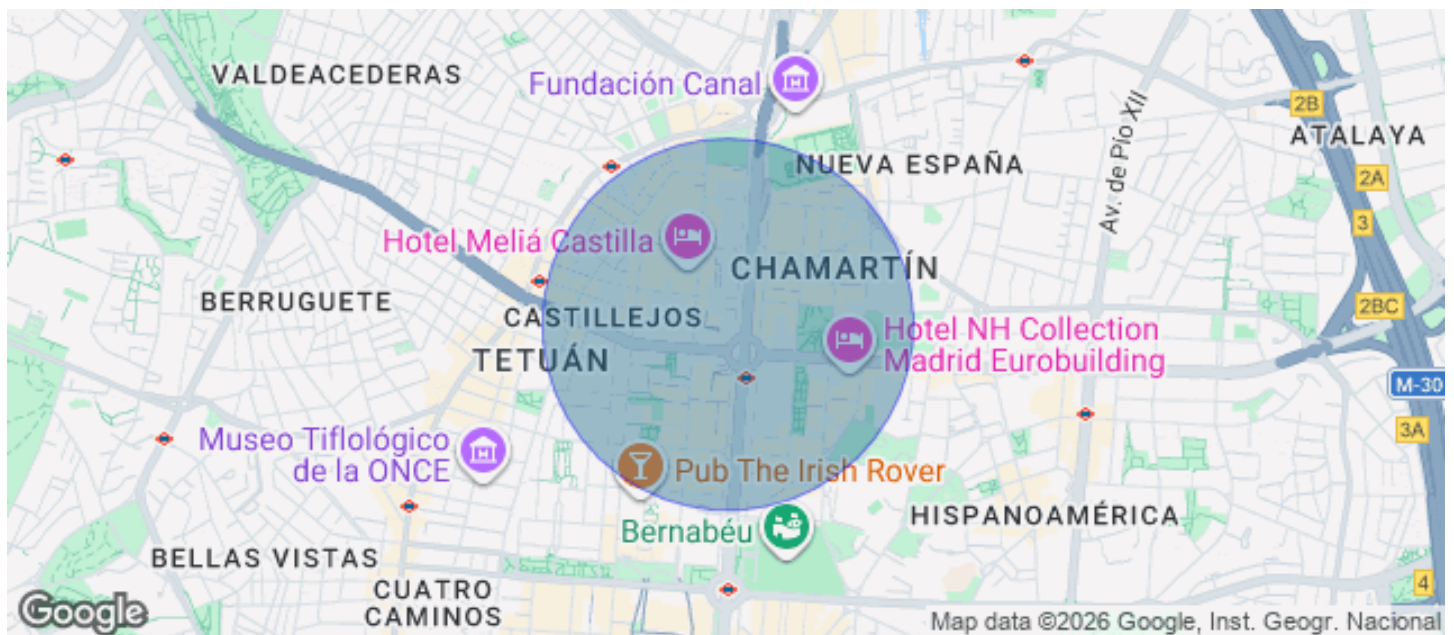 VALDEACEDERAS
Fundación Canal
2B
ATALAYA
NUEVA ESPAÑA
Av. de Pío XII
2A
3
Hotel Meliá Castilla
CHAMARTÍN
BERRUGUETE
CASTILLEJOS
2BC
Hotel NH Collection
Madrid Eurobuilding
TETUÁN
M-30
3A
Museo Tiflológico
de la ONCE
Pub The Irish Rover
HISPANOAMÉRICA
Bernabéu
BELLAS VISTAS
CUATRO
CAMINOS
4
Google
Map data ©2026 Google, Inst. Geogr. Nacional